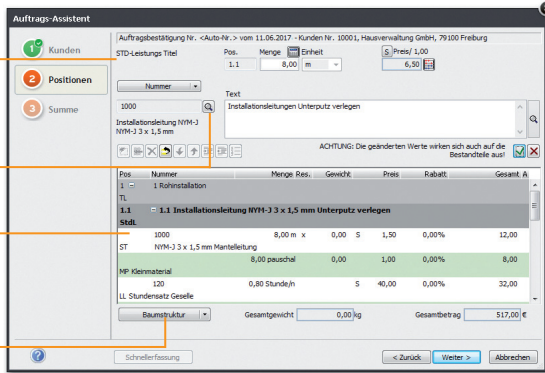 Auftrags-Assistent
Auftragsbestätigung Nr. <Auto-Nr.> vom 11.06.2017 - Kunden Nr. 10001, Hausverwaltung GmbH, 79100 Freiburg
1 Kunden
2 Positionen
3 Summe
STD-Leistungs Titel Pos. Menge Einheit S Preis/ 1,00
1.1 8,00 m 6,50
Nummer
Text
1000 Installationsleitungen Unterputz verlegen
Installationsleitung NYM-J
NYM-J 3 x 1,5 mm
ACHTUNG: Die geänderten Werte wirken sich auch auf die
Bestandteile aus!
Pos Nummer Menge Res. Gewicht Preis Rabatt Gesamt A
1 1 Rohinstallation
TL
1.1 1.1 Installationsleitung NYM-J 3 x 1,5 mm Unterputz verlegen
StdL
1000 8,00 m x 0,00 S 1,50 0,00% 12,00
ST NYM-J 3 x 1,5 mm Mantelleitung
8,00 pauschal 0,00 1,00 0,00% 8,00
MP Kleinmaterial
120 0,80 Stunde/n S 40,00 0,00% 32,00
LL Stundensatz Geselle
Baumstruktur Gesamtgewicht 0,00 kg Gesamtbetrag 517,00 €
? Schnellerfassung < Zurück Weiter > Abbrechen